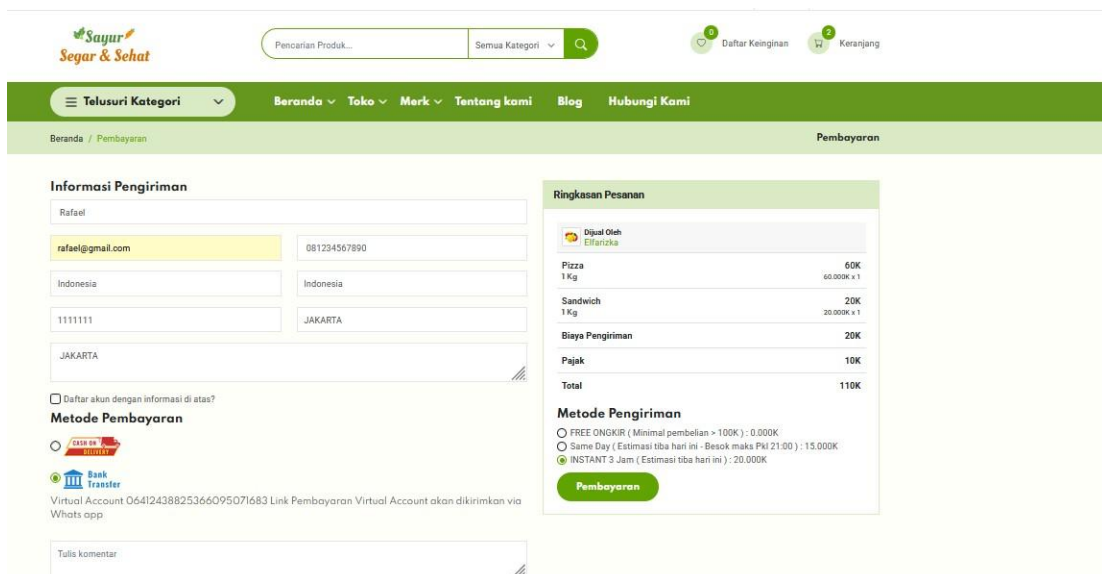 Sayur
Segar & Sehat
Pencarian Produk...
Semua Kategori
0
Daftar Keinginan
2
Keranjang
Telusuri Kategori
Beranda Toko Merk Tentang kami Blog Hubungi Kami
Beranda / Pembayaran
Pembayaran
Informasi Pengiriman
Rafael
rafael@gmail.com
081234567890
Indonesia
Indonesia
1111111
JAKARTA
JAKARTA
Daftar akun dengan informasi di atas?
Metode Pembayaran
CASH ON
DELIVERY
Bank
Transfer
Virtual Account 06412438825366095071683 Link Pembayaran Virtual Account akan dikirimkan via
Whats app
Tulis komentar
Ringkasan Pesanan
Dijual Oleh
Elfarizka
Pizza 60K
1 Kg 60.000K x 1
Sandwich 20K
1 Kg 20.000K x 1
Biaya Pengiriman 20K
Pajak 10K
Total 110K
Metode Pengiriman
FREE ONGKIR ( Minimal pembelian > 100K ) : 0.000K
Same Day ( Estimasi tiba hari ini - Besok maks Pkl 21:00 ) : 15.000K
INSTANT 3 Jam ( Estimasi tiba hari ini ) : 20.000K
Pembayaran